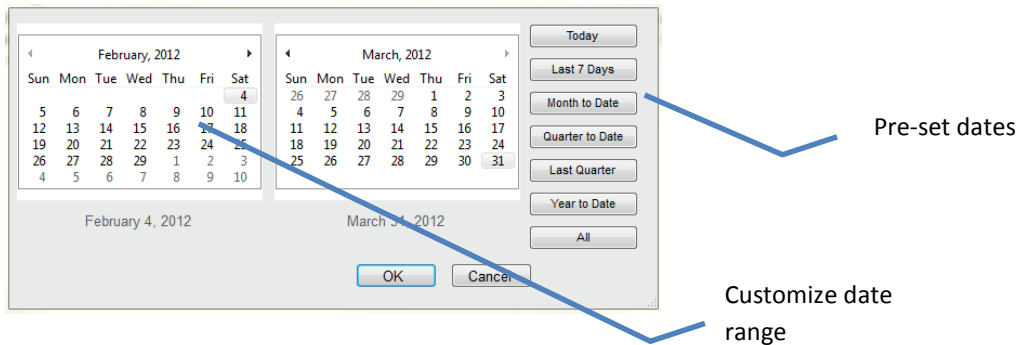 February, 2012
Sun Mon Tue Wed Thu Fri Sat
4
5 6 7 8 9 10 11
12 13 14 15 16 17 18
19 20 21 22 23 24 25
26 27 28 29 1 2 3
4 5 6 7 8 9 10
February 4, 2012
March, 2012
Sun Mon Tue Wed Thu Fri Sat
26 27 28 29 1 2 3
4 5 6 7 8 9 10
11 12 13 14 15 16 17
18 19 20 21 22 23 24
25 26 27 28 29 30 31
March 31, 2012
Today
Last 7 Days
Month to Date
Quarter to Date
Last Quarter
Year to Date
All
OK
Cancel
Pre-set dates
Customize date
range